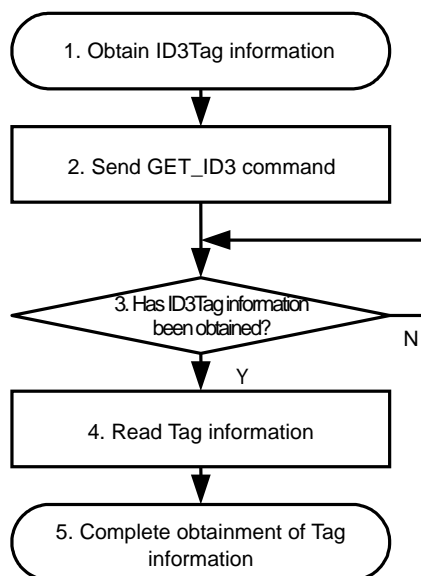 1. Obtain ID3Tag information
2. Send GET_ID3 command
3. Has ID3Tag information
been obtained?
N
Y
4. Read Tag information
5. Complete obtainment of Tag
information